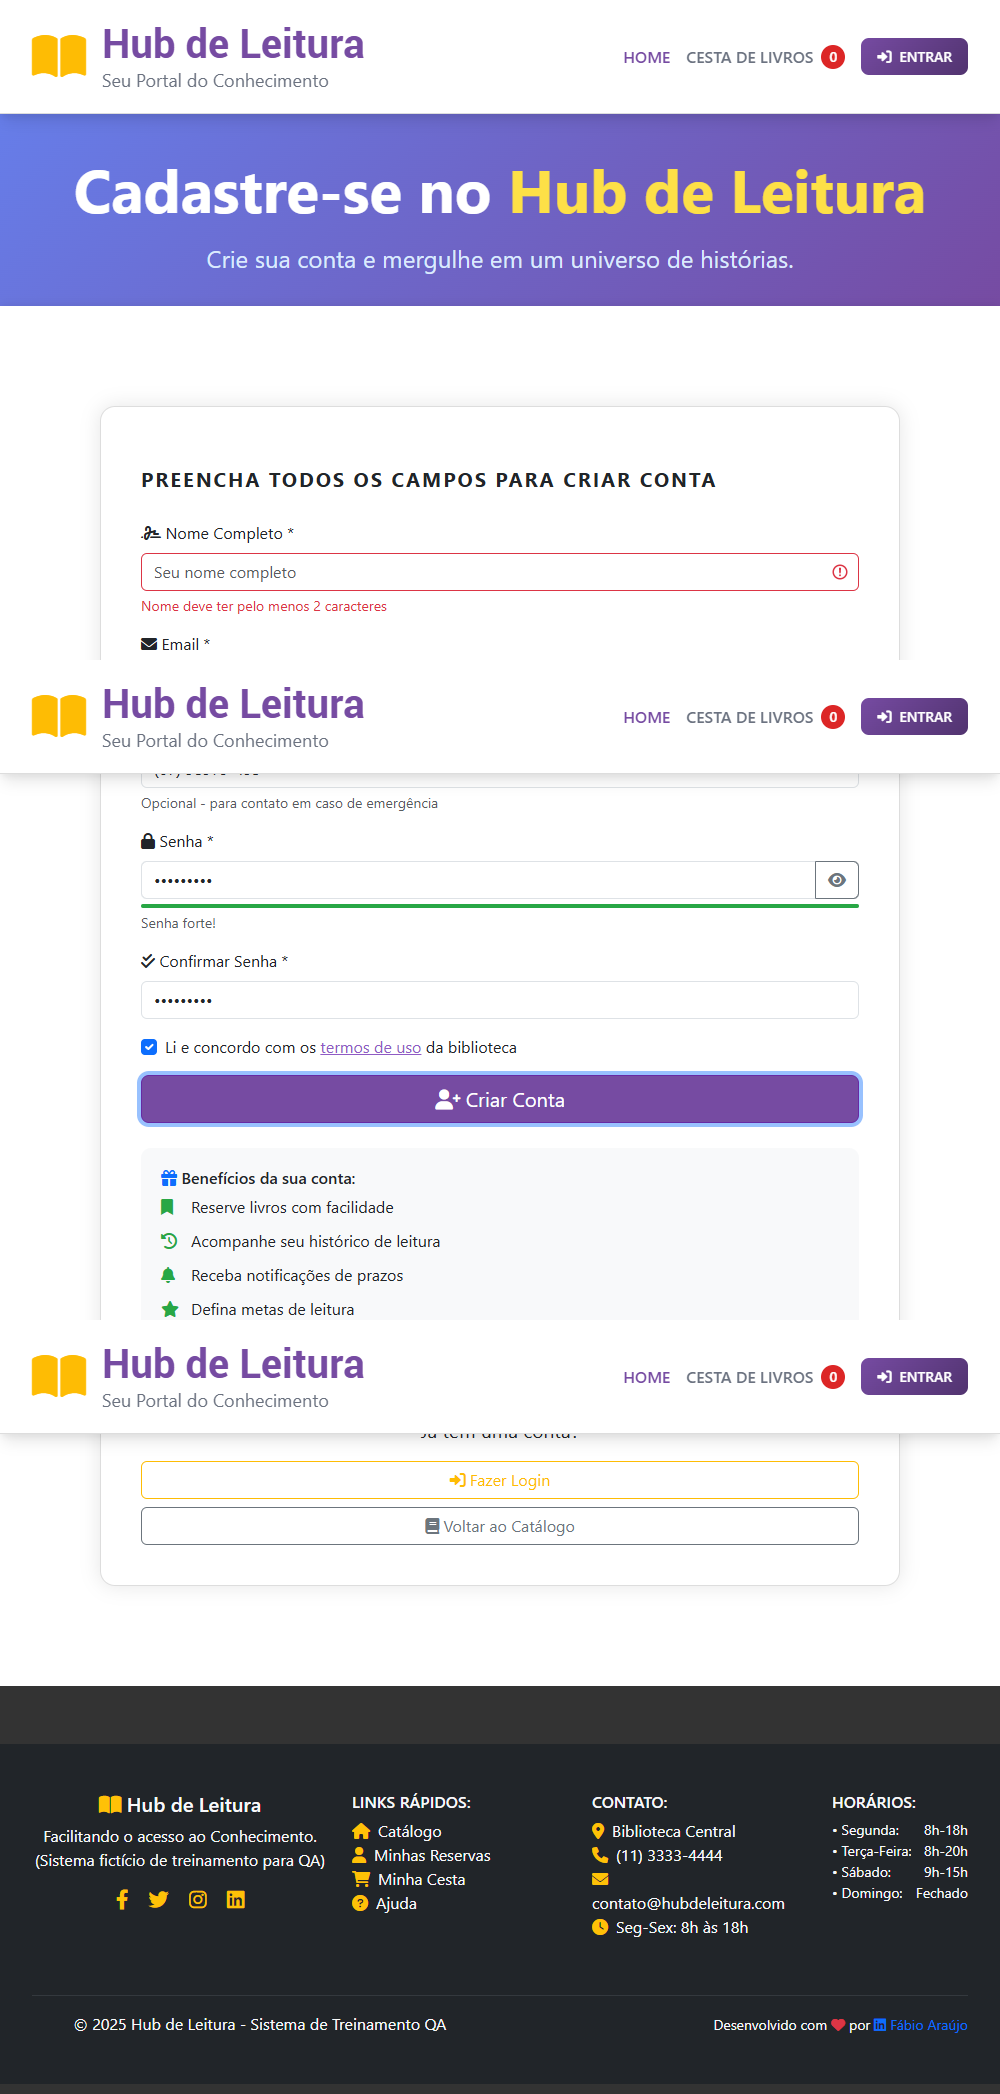 Hub de Leitura
Seu Portal do Conhecimento
HOME CESTA DE LIVROS 0 ENTRAR
Cadastre-se no Hub de Leitura
Crie sua conta e mergulhe em um universo de histórias.
PREENCHA TODOS OS CAMPOS PARA CRIAR CONTA
Nome Completo *
Seu nome completo
Nome deve ter pelo menos 2 caracteres
Email *
Hub de Leitura
Seu Portal do Conhecimento
HOME CESTA DE LIVROS 0 ENTRAR
Opcional - para contato em caso de emergência
Senha *
•••••••••
Senha forte!
Confirmar Senha *
•••••••••
Li e concordo com os termos de uso da biblioteca
Criar Conta
Benefícios da sua conta:
Reserve livros com facilidade
Acompanhe seu histórico de leitura
Receba notificações de prazos
Defina metas de leitura
Hub de Leitura
Seu Portal do Conhecimento
HOME CESTA DE LIVROS 0 ENTRAR
Já tem uma conta?
Fazer Login
Voltar ao Catálogo
Hub de Leitura
Facilitando o acesso ao Conhecimento.
(Sistema fictício de treinamento para QA)
LINKS RÁPIDOS:
Catálogo
Minhas Reservas
Minha Cesta
Ajuda
CONTATO:
Biblioteca Central
(11) 3333-4444
contato@hubdeleitura.com
Seg-Sex: 8h às 18h
HORÁRIOS:
• Segunda: 8h-18h
• Terça-Feira: 8h-20h
• Sábado: 9h-15h
• Domingo: Fechado
© 2025 Hub de Leitura - Sistema de Treinamento QA
Desenvolvido com por Fábio Araújo